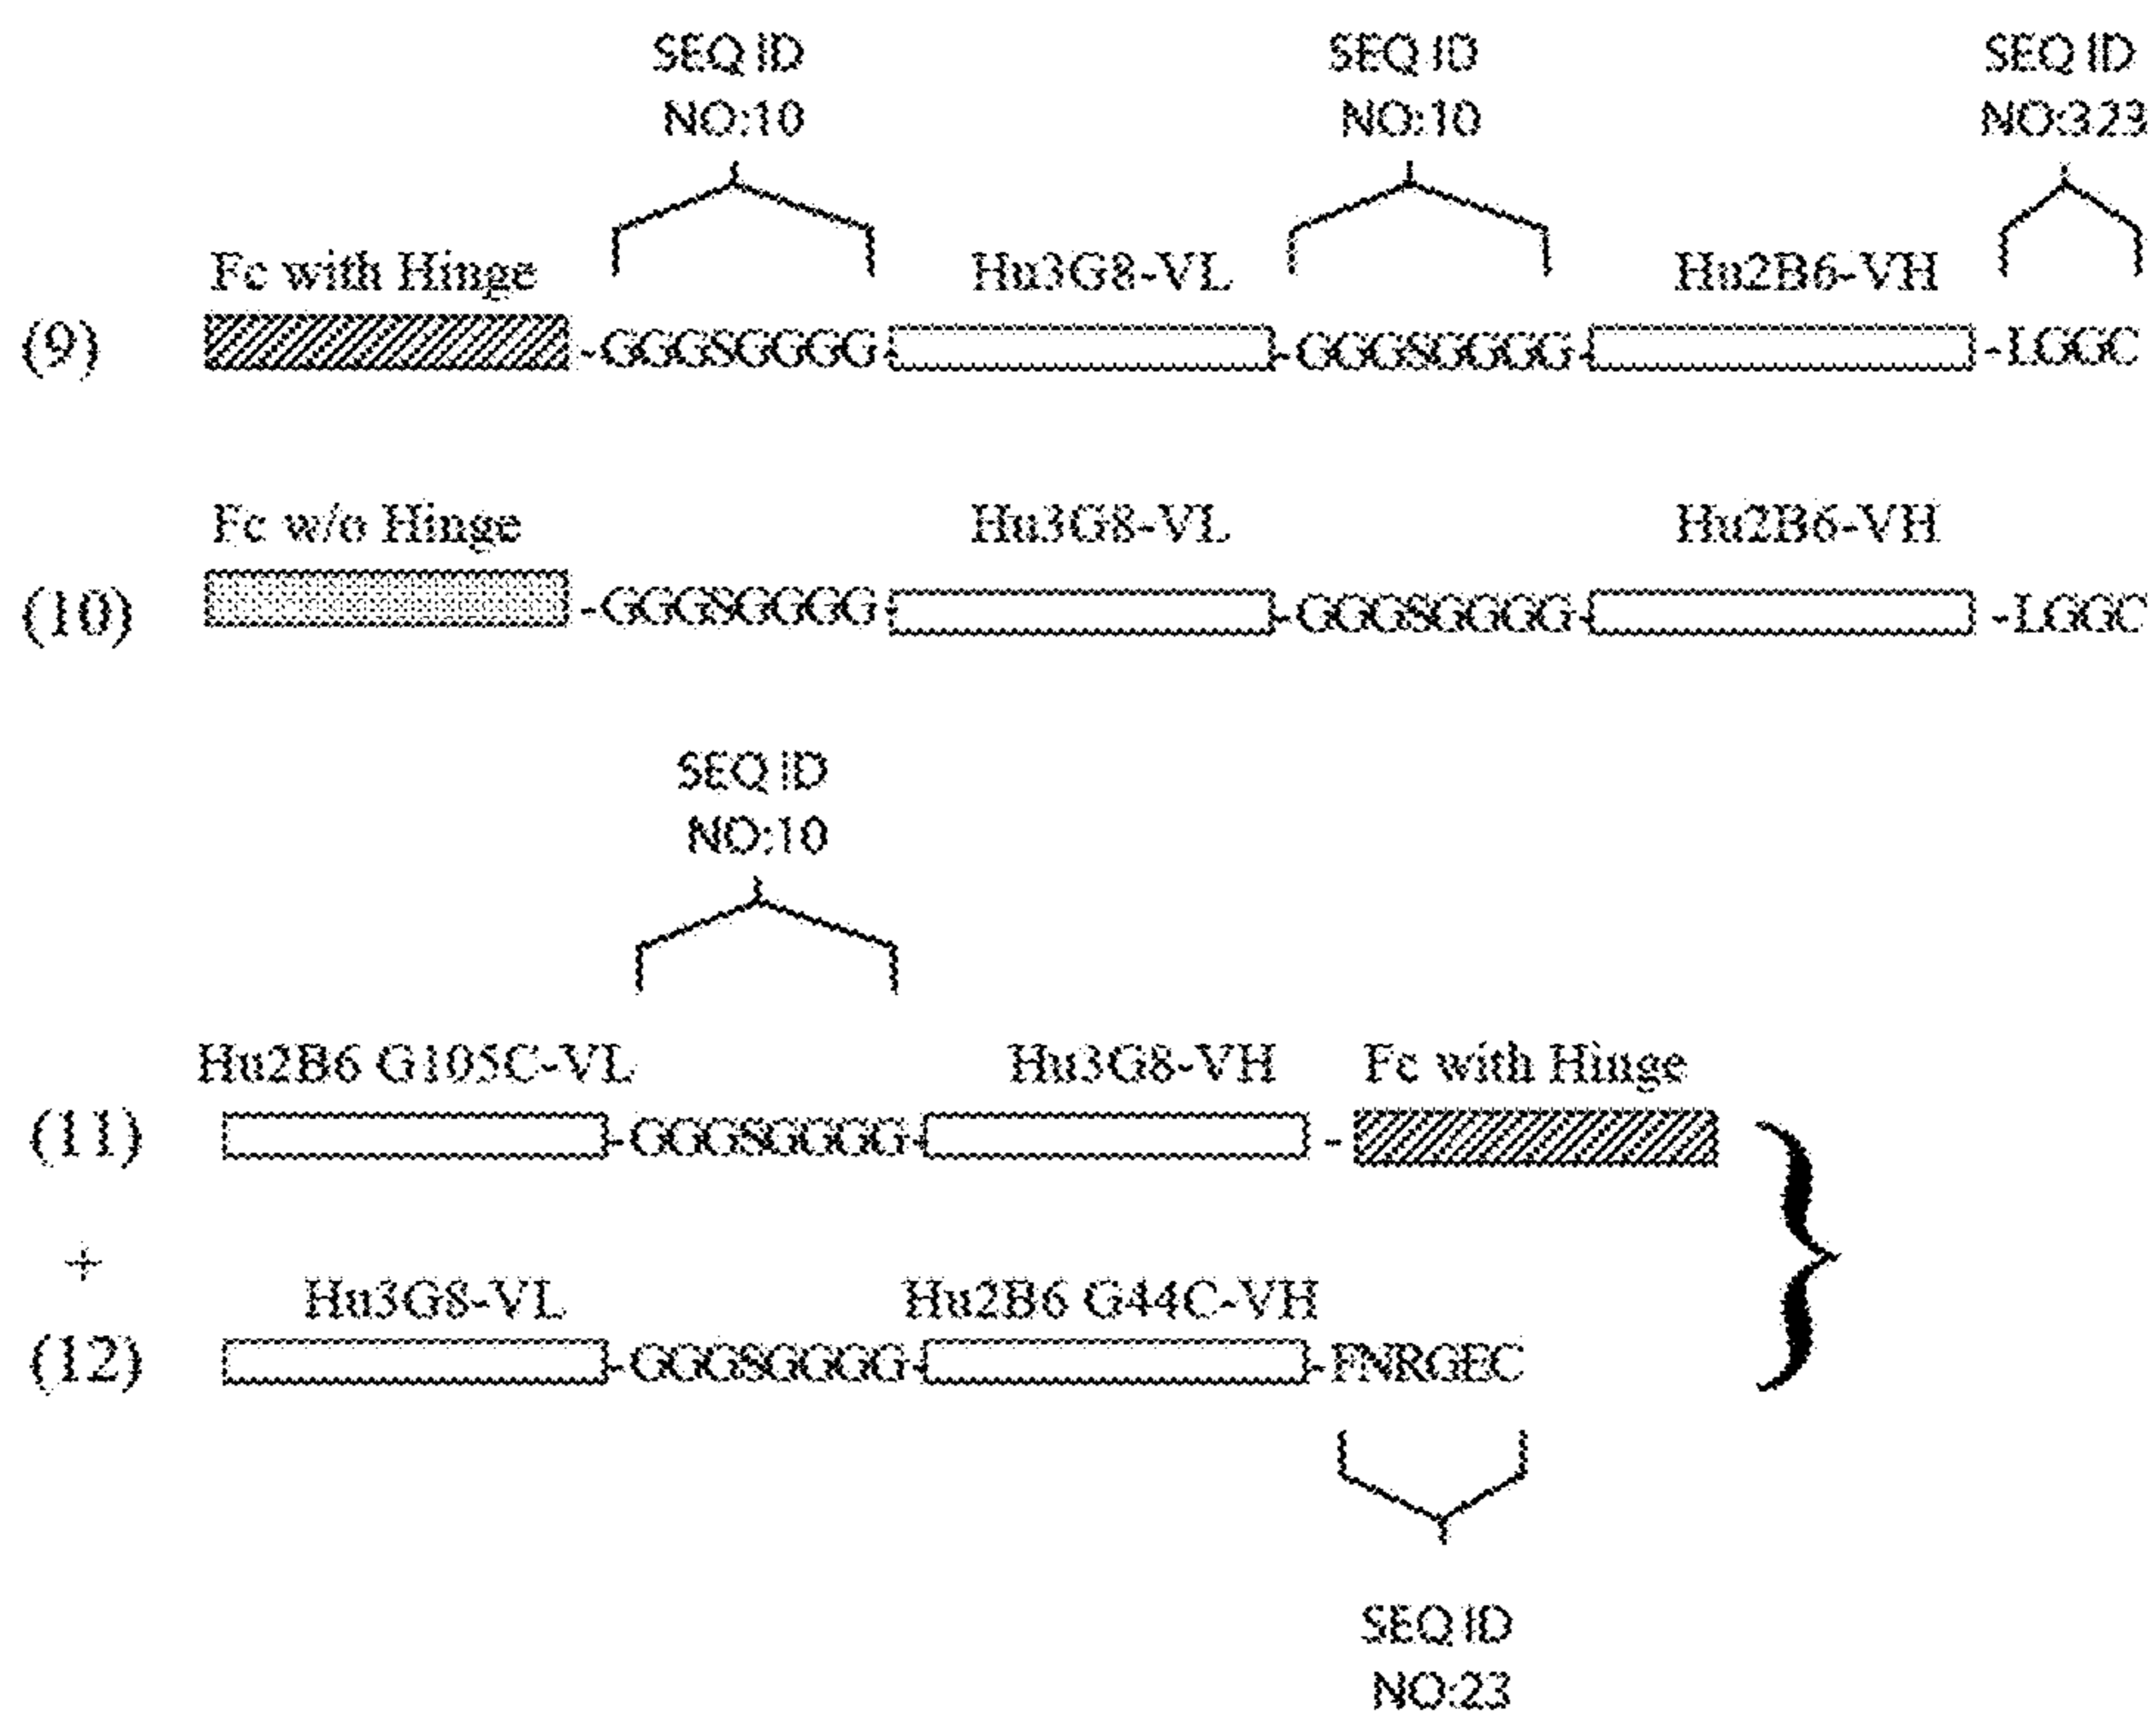 SEQ ID SEQ ID SEQ ID
NO:10 NO:10 NO:323
Fc with Hinge Hu3G8-VL Hu2B6-VH
(9) -GGGSGGGG- -GGGSGGGG- -LGGC
Fc w/o Hinge Hu3G8-VL Hu2B6-VH
(10) -GGGSGGGG- -GGGSGGGG- -LGGC
SEQ ID
NO:10
Hu2B6 G105C-VL Hu3G8-VH Fc with Hinge
(11) -GGGSGGGG- -
+
Hu3G8-VL Hu2B6 G44C-VH
(12) -GGGSGGGG- -FNRGEC
SEQ ID
NO:23